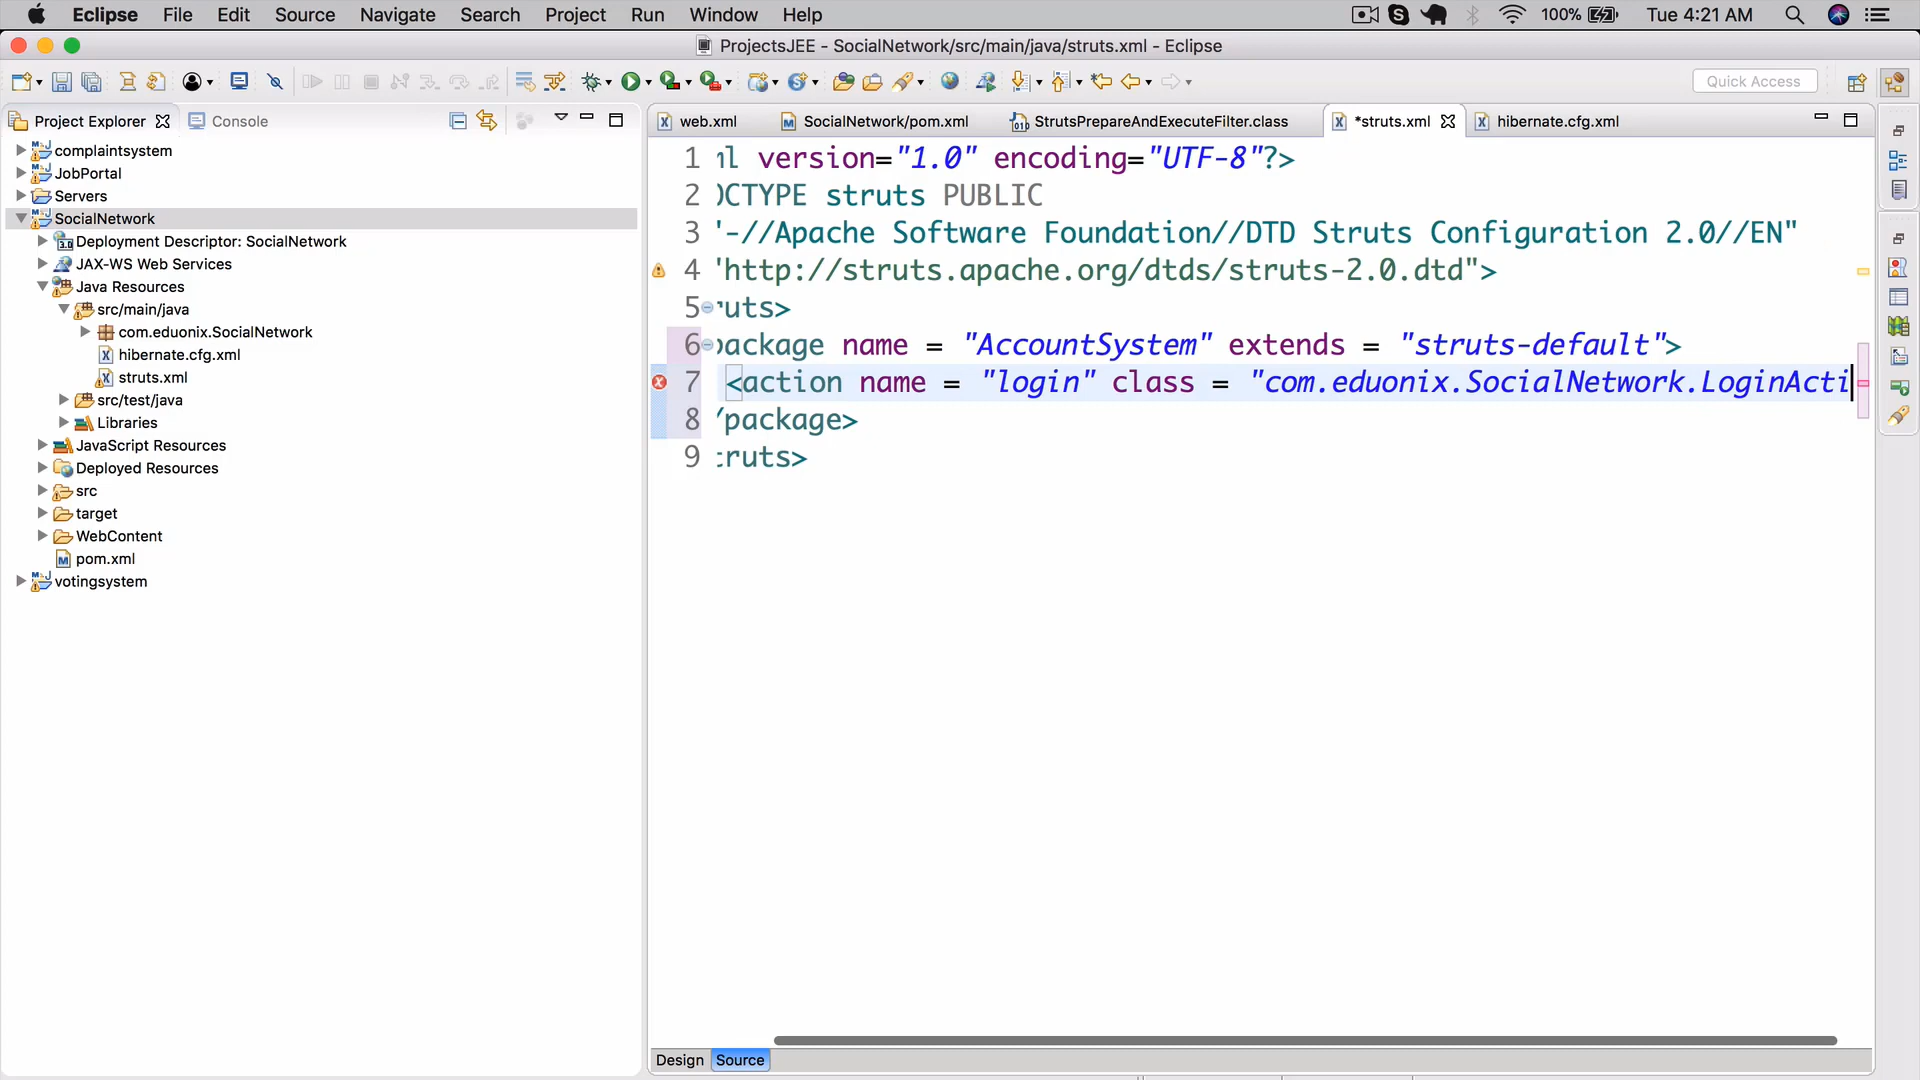 Eclipse File Edit Source Navigate Search Project Run Window Help 100% Tue 4:21 AM
ProjectsJEE - SocialNetwork/src/main/java/struts.xml - Eclipse
Quick Access
Project Explorer Console
web.xml SocialNetwork/pom.xml StrutsPrepareAndExecuteFilter.class *struts.xml hibernate.cfg.xml
complaintsystem
JobPortal
Servers
SocialNetwork
Deployment Descriptor: SocialNetwork
JAX-WS Web Services
Java Resources
src/main/java
com.eduonix.SocialNetwork
hibernate.cfg.xml
struts.xml
src/test/java
Libraries
JavaScript Resources
Deployed Resources
src
target
WebContent
pom.xml
votingsystem
1 ml version="1.0" encoding="UTF-8"?>
2 OCTYPE struts PUBLIC
3 "-//Apache Software Foundation//DTD Struts Configuration 2.0//EN"
4 "http://struts.apache.org/dtds/struts-2.0.dtd">
5 ruts>
6 package name = "AccountSystem" extends = "struts-default">
7 <action name = "login" class = "com.eduonix.SocialNetwork.LoginActi
8 /package>
9 truts>
Design Source